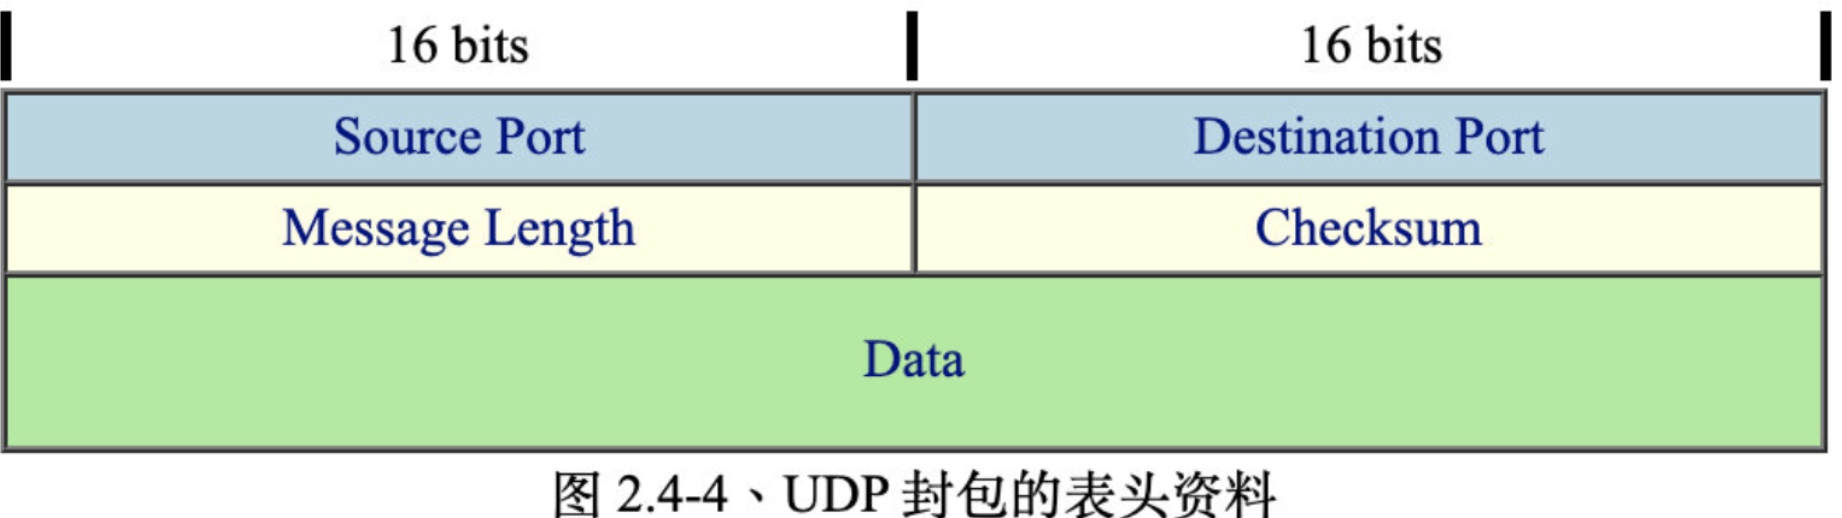 16 bits 16 bits
Source Port Destination Port
Message Length Checksum
Data
图 2.4-4、UDP 封包的表头资料